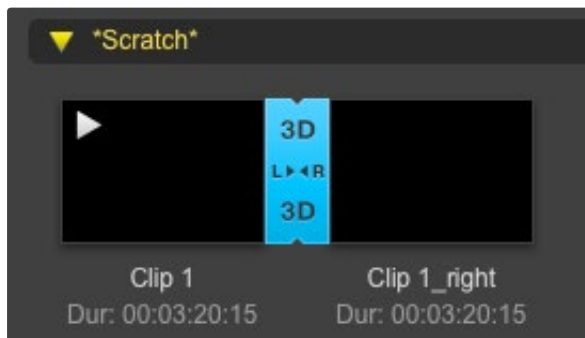 *Scratch*
3D
L R
3D
Clip 1 Clip 1_right
Dur: 00:03:20:15 Dur: 00:03:20:15